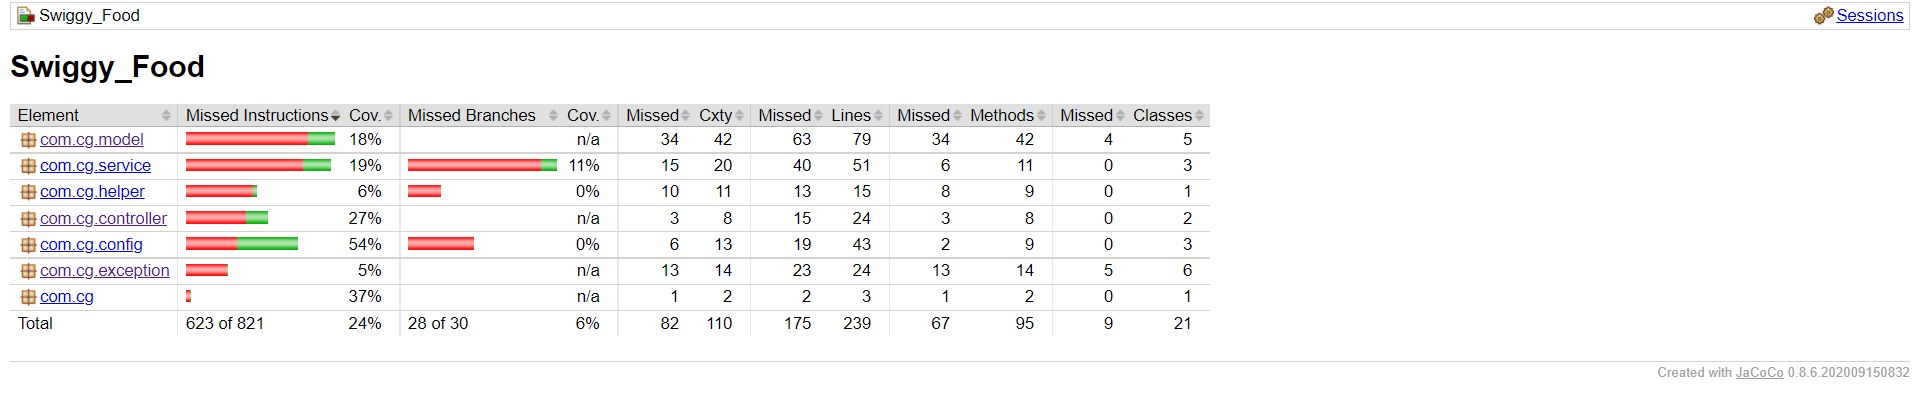 Swiggy_Food Sessions
Swiggy_Food
Element Missed Instructions Cov. Missed Branches Cov. Missed Cxty Missed Lines Missed Methods Missed Classes
com.cg.model 18% n/a 34 42 63 79 34 42 4 5
com.cg.service 19% 11% 15 20 40 51 6 11 0 3
com.cg.helper 6% 0% 10 11 13 15 8 9 0 1
com.cg.controller 27% n/a 3 8 15 24 3 8 0 2
com.cg.config 54% 0% 6 13 19 43 2 9 0 3
com.cg.exception 5% n/a 13 14 23 24 13 14 5 6
com.cg 37% n/a 1 2 2 3 1 2 0 1
Total 623 of 821 24% 28 of 30 6% 82 110 175 239 67 95 9 21
Created with JaCoCo 0.8.6.202009150832